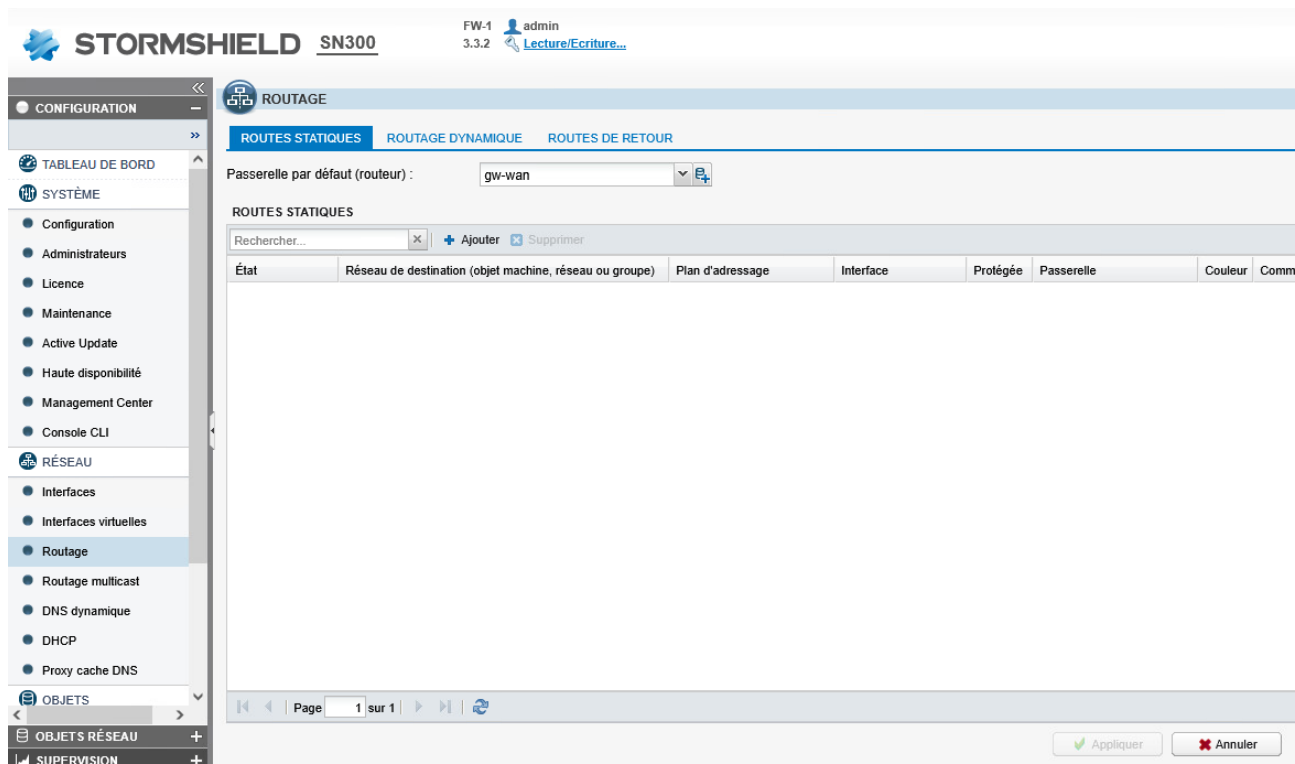 STORMSHIELD SN300
FW-1 admin
3.3.2 Lecture/Ecriture...
CONFIGURATION
TABLEAU DE BORD
SYSTÈME
Configuration
Administrateurs
Licence
Maintenance
Active Update
Haute disponibilité
Management Center
Console CLI
RÉSEAU
Interfaces
Interfaces virtuelles
Routage
Routage multicast
DNS dynamique
DHCP
Proxy cache DNS
OBJETS
OBJETS RÉSEAU
SUPERVISION
ROUTAGE
ROUTES STATIQUES ROUTAGE DYNAMIQUE ROUTES DE RETOUR
Passerelle par défaut (routeur) : gw-wan
ROUTES STATIQUES
Rechercher... Ajouter Supprimer
État Réseau de destination (objet machine, réseau ou groupe) Plan d'adressage Interface Protégée Passerelle Couleur Comm
Page 1 sur 1
Appliquer Annuler